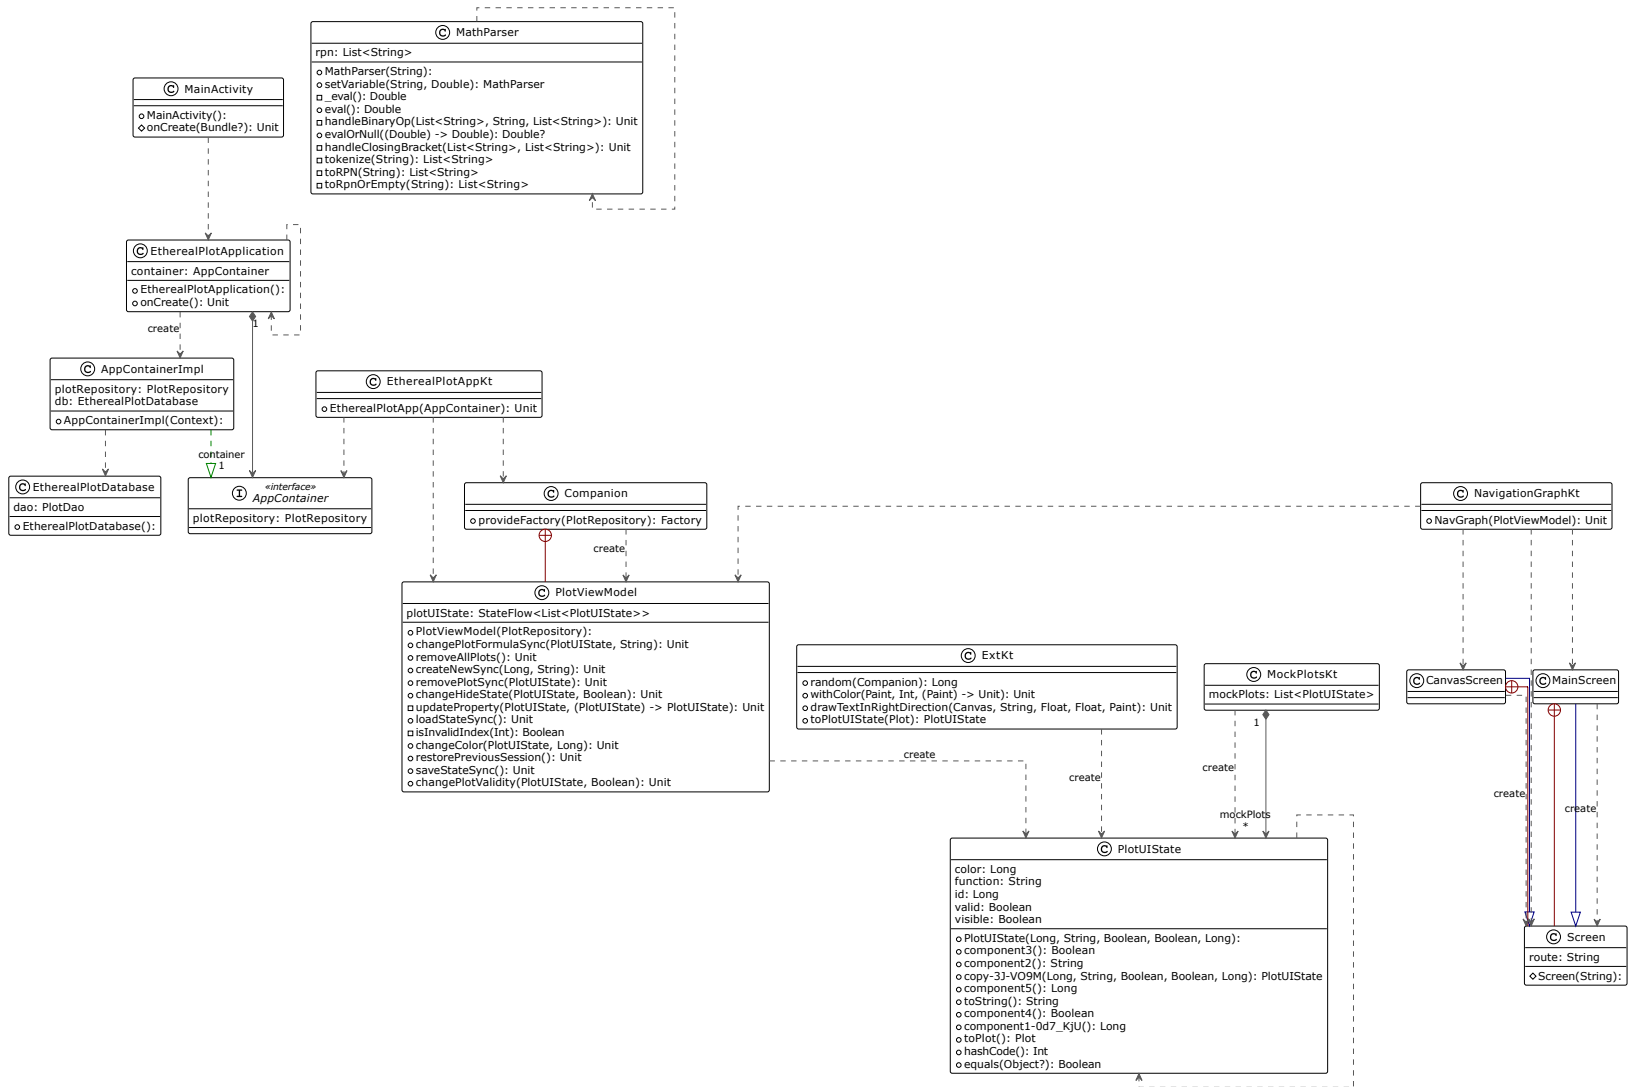 C MathParser
rpn: List<String>
MathParser(String):
setVariable(String, Double): MathParser
_eval(): Double
eval(): Double
handleBinaryOp(List<String>, String, List<String>): Unit
evalOrNull((Double) -> Double): Double?
handleClosingBracket(List<String>, List<String>): Unit
tokenize(String): List<String>
toRPN(String): List<String>
toRpnOrEmpty(String): List<String>
C MainActivity
MainActivity():
onCreate(Bundle?): Unit
C EtherealPlotApplication
container: AppContainer
EtherealPlotApplication():
onCreate(): Unit
create
1
C AppContainerImpl
plotRepository: PlotRepository
db: EtherealPlotDatabase
AppContainerImpl(Context):
container
1
C EtherealPlotAppKt
EtherealPlotApp(AppContainer): Unit
C EtherealPlotDatabase
dao: PlotDao
EtherealPlotDatabase():
I «interface»
AppContainer
plotRepository: PlotRepository
C Companion
provideFactory(PlotRepository): Factory
create
C NavigationGraphKt
NavGraph(PlotViewModel): Unit
C PlotViewModel
plotUIState: StateFlow<List<PlotUIState>>
PlotViewModel(PlotRepository):
changePlotFormulaSync(PlotUIState, String): Unit
removeAllPlots(): Unit
createNewSync(Long, String): Unit
removePlotSync(PlotUIState): Unit
changeHideState(PlotUIState, Boolean): Unit
updateProperty(PlotUIState, (PlotUIState) -> PlotUIState): Unit
loadStateSync(): Unit
isInvalidIndex(Int): Boolean
changeColor(PlotUIState, Long): Unit
restorePreviousSession(): Unit
saveStateSync(): Unit
changePlotValidity(PlotUIState, Boolean): Unit
create
C ExtKt
random(Companion): Long
withColor(Paint, Int, (Paint) -> Unit): Unit
drawTextInRightDirection(Canvas, String, Float, Float, Paint): Unit
toPlotUIState(Plot): PlotUIState
create
C MockPlotsKt
mockPlots: List<PlotUIState>
1
create
mockPlots
*
C CanvasScreen
C MainScreen
create
create
C PlotUIState
color: Long
function: String
id: Long
valid: Boolean
visible: Boolean
PlotUIState(Long, String, Boolean, Boolean, Long):
component3(): Boolean
component2(): String
copy-3J-VO9M(Long, String, Boolean, Boolean, Long): PlotUIState
component5(): Long
toString(): String
component4(): Boolean
component1-0d7_KjU(): Long
toPlot(): Plot
hashCode(): Int
equals(Object?): Boolean
C Screen
route: String
Screen(String):